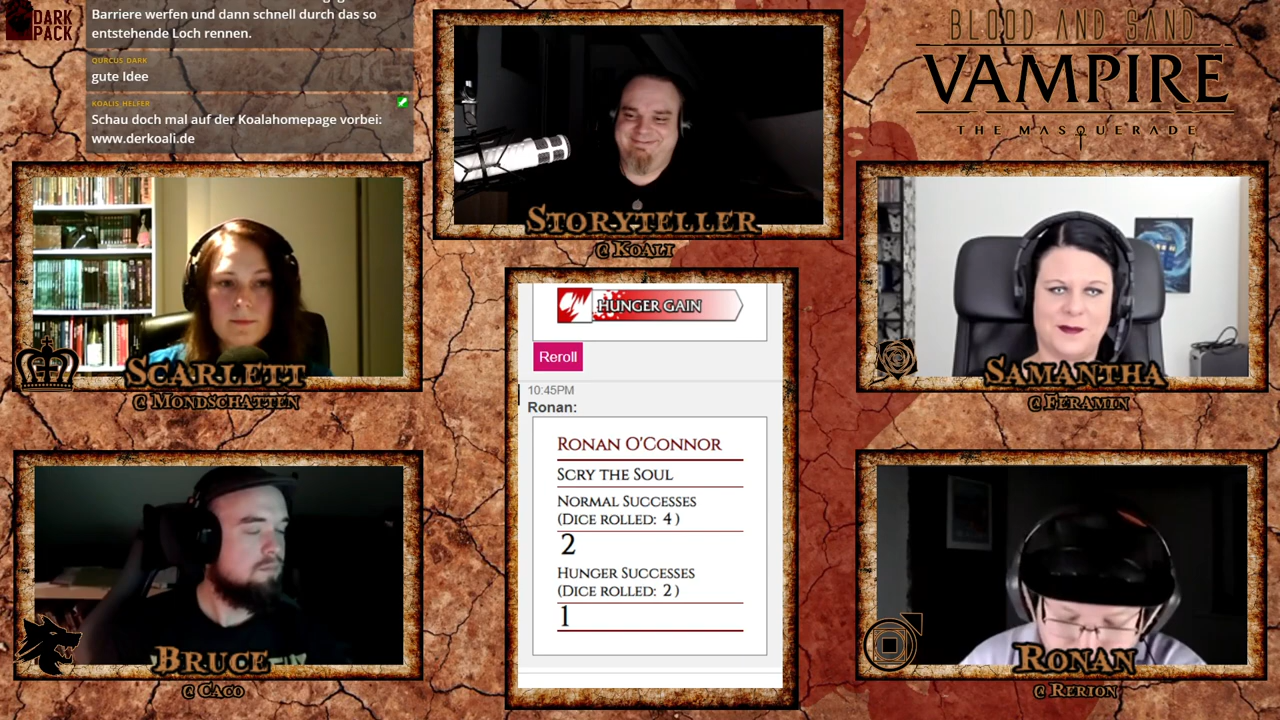 DARK
PACK
Barriere werfen und dann schnell durch das so
entstehende Loch rennen.
QURCUS DARK
gute Idee
KOALIS HELFER
Schau doch mal auf der Koalahomepage vorbei:
www.derkoali.de
BLOOD AND SAND
VAMPIRE
THE MASQUERADE
STORYTELLER
@ KOALI
SCARLETT
@ MONDSCHATTEN
SAMANTHA
@ FERAMIN
HUNGER GAIN
Reroll
10:45PM
Ronan:
RONAN O'CONNOR
SCRY THE SOUL
NORMAL SUCCESSES
(DICE ROLLED: 4 )
2
HUNGER SUCCESSES
(DICE ROLLED: 2 )
1
BRUCE
@ CACO
RONAN
@ RERION